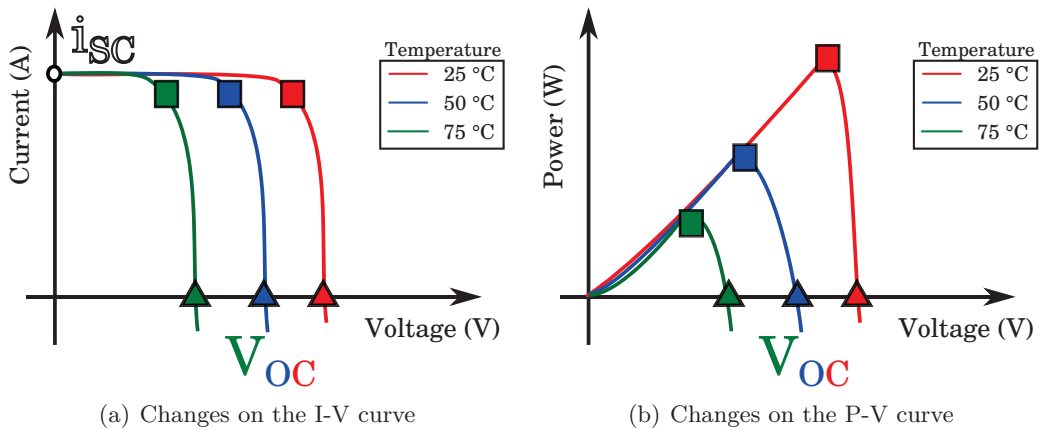 iSC
Current (A)
Temperature
25 °C
50 °C
75 °C
Voltage (V)
VOC
(a) Changes on the I-V curve
Power (W)
Temperature
25 °C
50 °C
75 °C
Voltage (V)
VOC
(b) Changes on the P-V curve